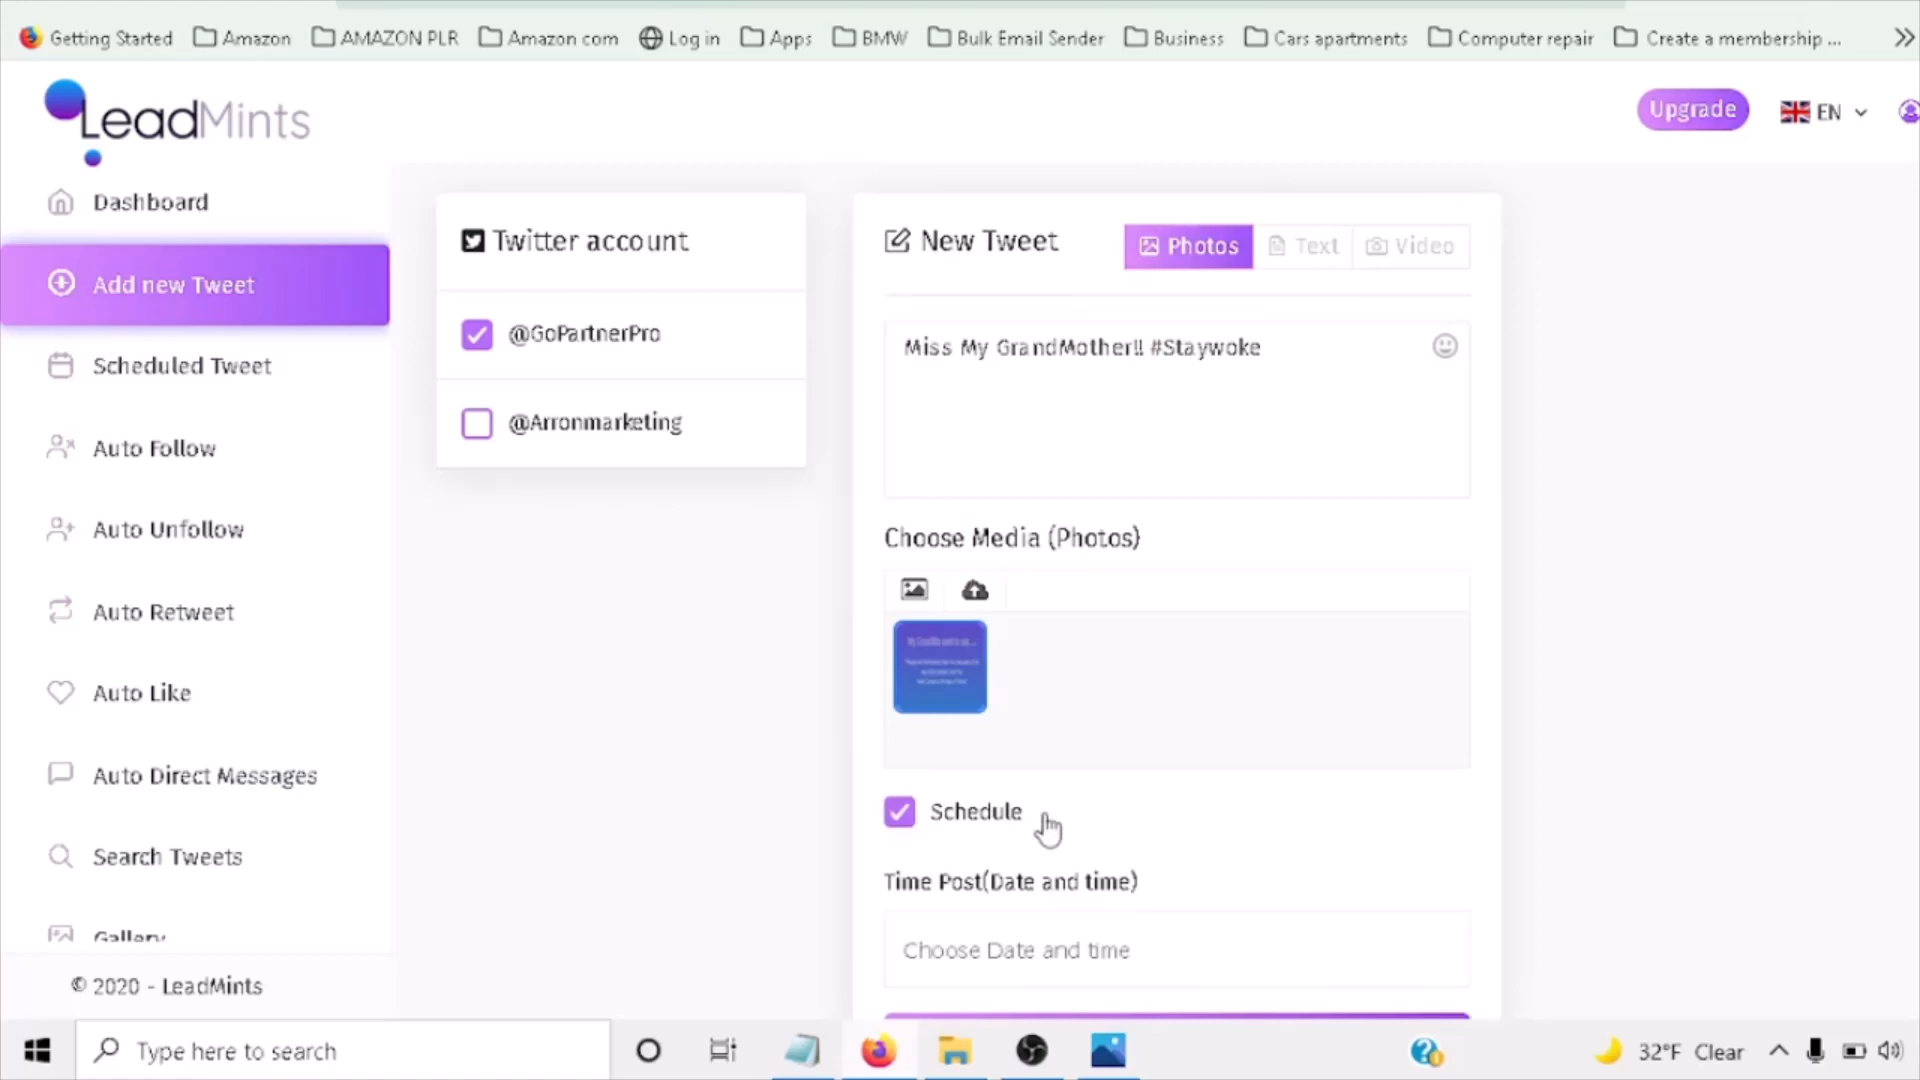 Getting Started Amazon AMAZON PLR Amazon com Log in Apps BMW Bulk Email Sender Business Cars apartments Computer repair Create a membership ...
LeadMints
Upgrade EN
Dashboard
Add new Tweet
Scheduled Tweet
Auto Follow
Auto Unfollow
Auto Retweet
Auto Like
Auto Direct Messages
Search Tweets
Gallery
© 2020 - LeadMints
Twitter account
@GoPartnerPro
@Arronmarketing
New Tweet Photos Text Video
Miss My GrandMother!! #Staywoke
Choose Media (Photos)
Schedule
Time Post(Date and time)
Choose Date and time
Type here to search
32°F Clear